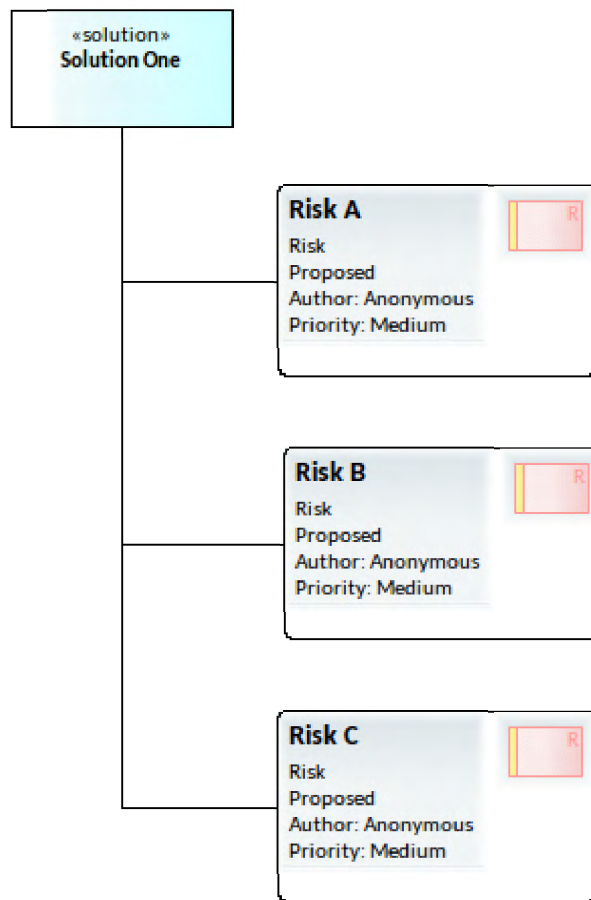 «solution»
Solution One
Risk A
R
Risk
Proposed
Author: Anonymous
Priority: Medium
Risk B
R
Risk
Proposed
Author: Anonymous
Priority: Medium
Risk C
R
Risk
Proposed
Author: Anonymous
Priority: Medium